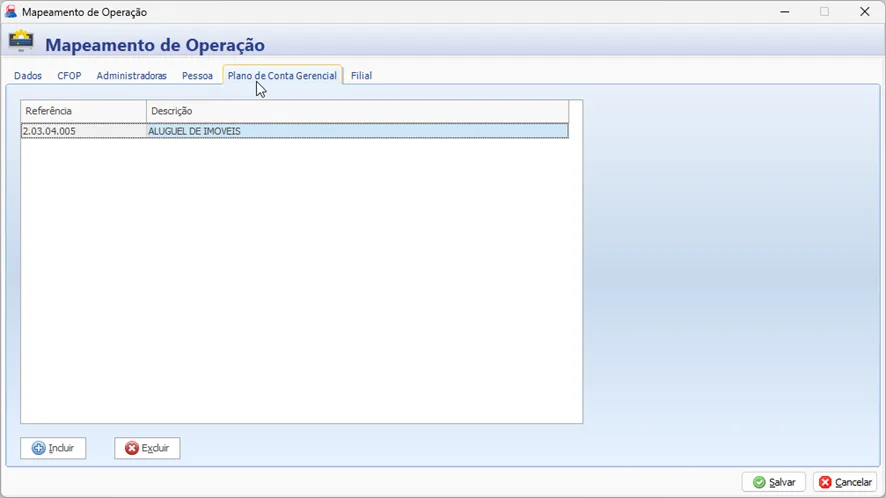 Mapeamento de Operação
Mapeamento de Operação
Dados CFOP Administradoras Pessoa Plano de Conta Gerencial Filial
Referência Descrição
2.03.04.005 ALUGUEL DE IMOVEIS
Incluir Excluir
Salvar Cancelar